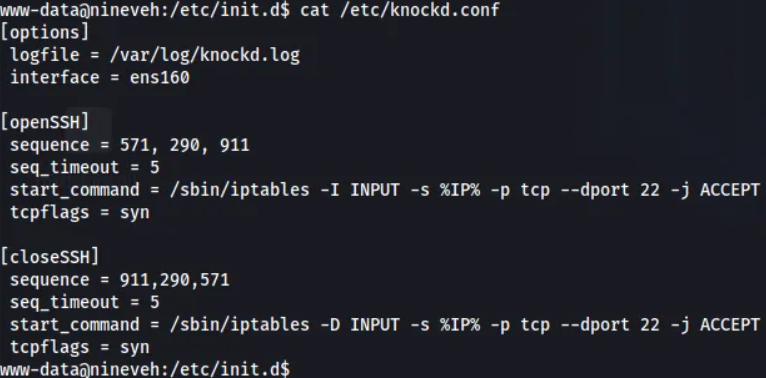 www-data@nineveh:/etc/init.d$ cat /etc/knockd.conf
[options]
logfile = /var/log/knockd.log
interface = ens160
[openSSH]
sequence = 571, 290, 911
seq_timeout = 5
start_command = /sbin/iptables -I INPUT -s %IP% -p tcp --dport 22 -j ACCEPT
tcpflags = syn
[closeSSH]
sequence = 911,290,571
seq_timeout = 5
start_command = /sbin/iptables -D INPUT -s %IP% -p tcp --dport 22 -j ACCEPT
tcpflags = syn
www-data@nineveh:/etc/init.d$